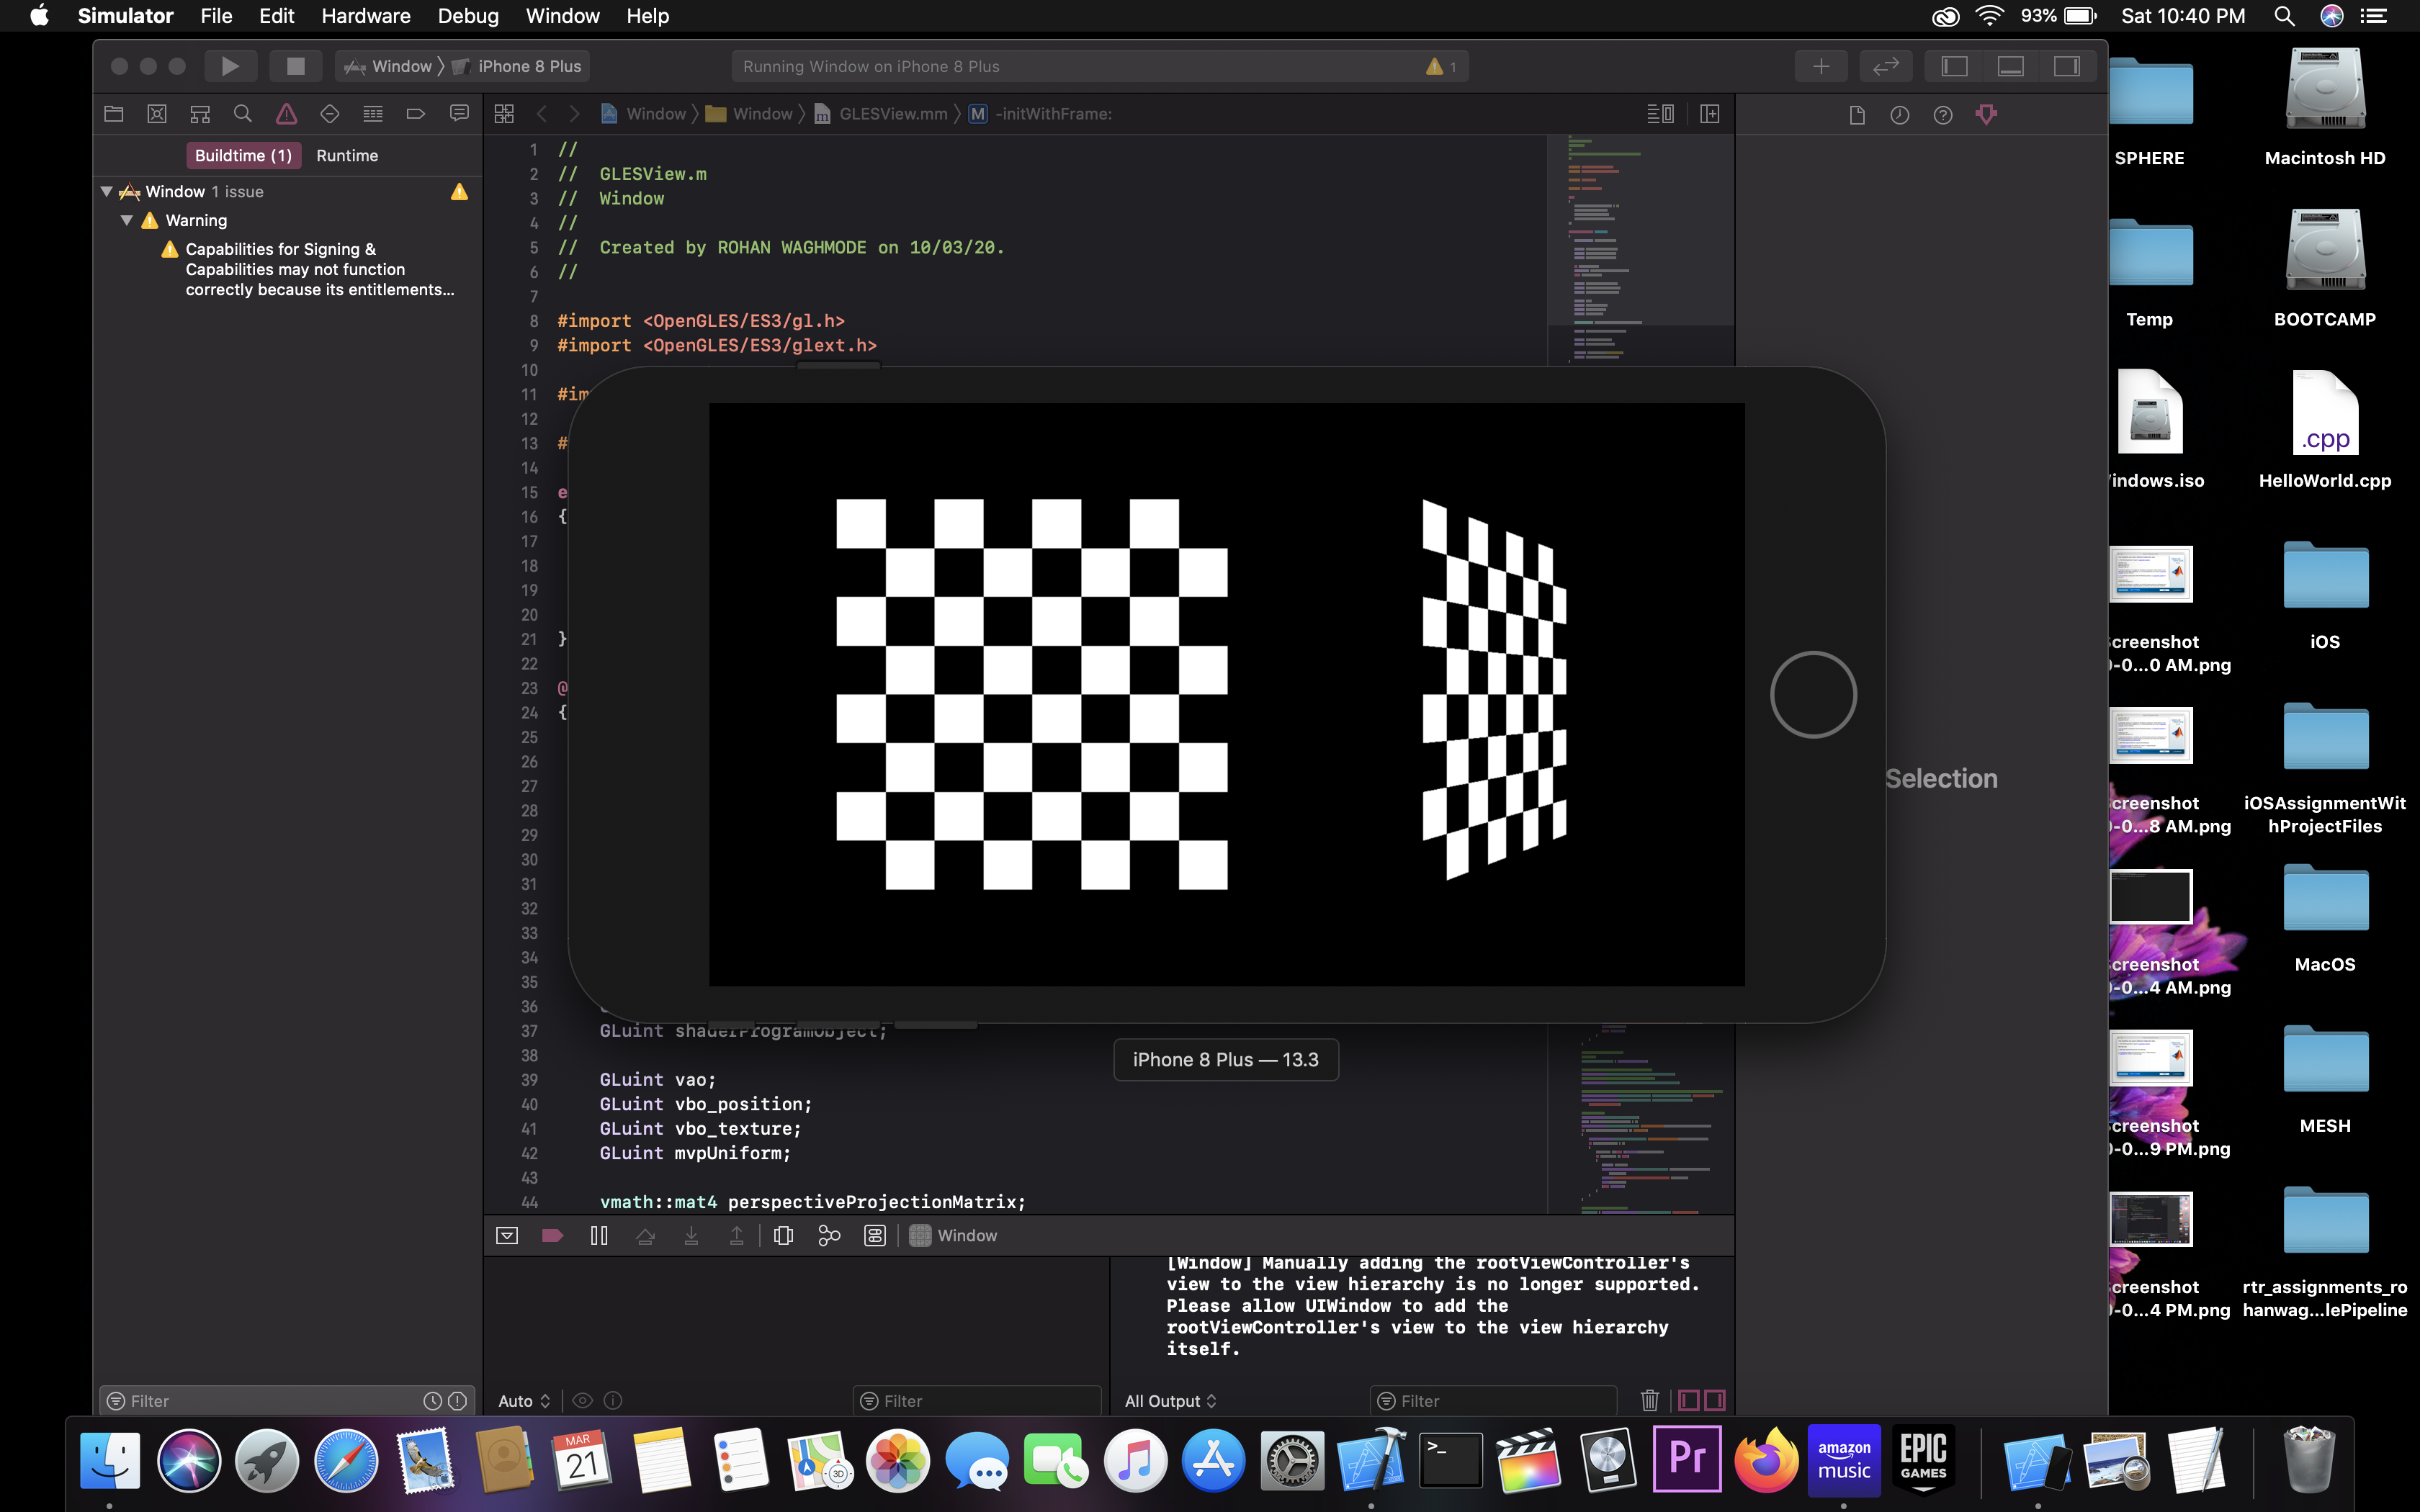 Simulator File Edit Hardware Debug Window Help
93% Sat 10:40 PM
Window iPhone 8 Plus
Running Window on iPhone 8 Plus
1
Window Window GLESView.mm M -initWithFrame:
Buildtime (1) Runtime
Window 1 issue
Warning
Capabilities for Signing &
Capabilities may not function
correctly because its entitlements...
1 //
2 // GLESView.m
3 // Window
4 //
5 // Created by ROHAN WAGHMODE on 10/03/20.
6 //
7
8 #import <OpenGLES/ES3/gl.h>
9 #import <OpenGLES/ES3/glext.h>
10
11 #im
12
13 #
14
15 e
16 {
17
18
19
20
21 }
22
23 @
24 {
25
26
27
28
29
30
31
32
33
34
35
36
37 GLuint shaderProgramObject;
38
39 GLuint vao;
40 GLuint vbo_position;
41 GLuint vbo_texture;
42 GLuint mvpUniform;
43
44 vmath::mat4 perspectiveProjectionMatrix;
iPhone 8 Plus — 13.3
Selection
Window
[Window] Manually adding the rootViewController's
view to the view hierarchy is no longer supported.
Please allow UIWindow to add the
rootViewController's view to the view hierarchy
itself.
Filter
Auto
Filter
All Output
Filter
SPHERE
Macintosh HD
Temp
BOOTCAMP
indows.iso
.cpp
HelloWorld.cpp
creenshot
0-0...0 AM.png
iOS
creenshot
0-0...8 AM.png
iOSAssignmentWit
hProjectFiles
creenshot
0-0...4 AM.png
MacOS
creenshot
0-0...9 PM.png
MESH
creenshot
0-0...4 PM.png
rtr_assignments_ro
hanwag...lePipeline
MAR
21
3D
>_
Pr
amazon
music
EPIC
GAMES